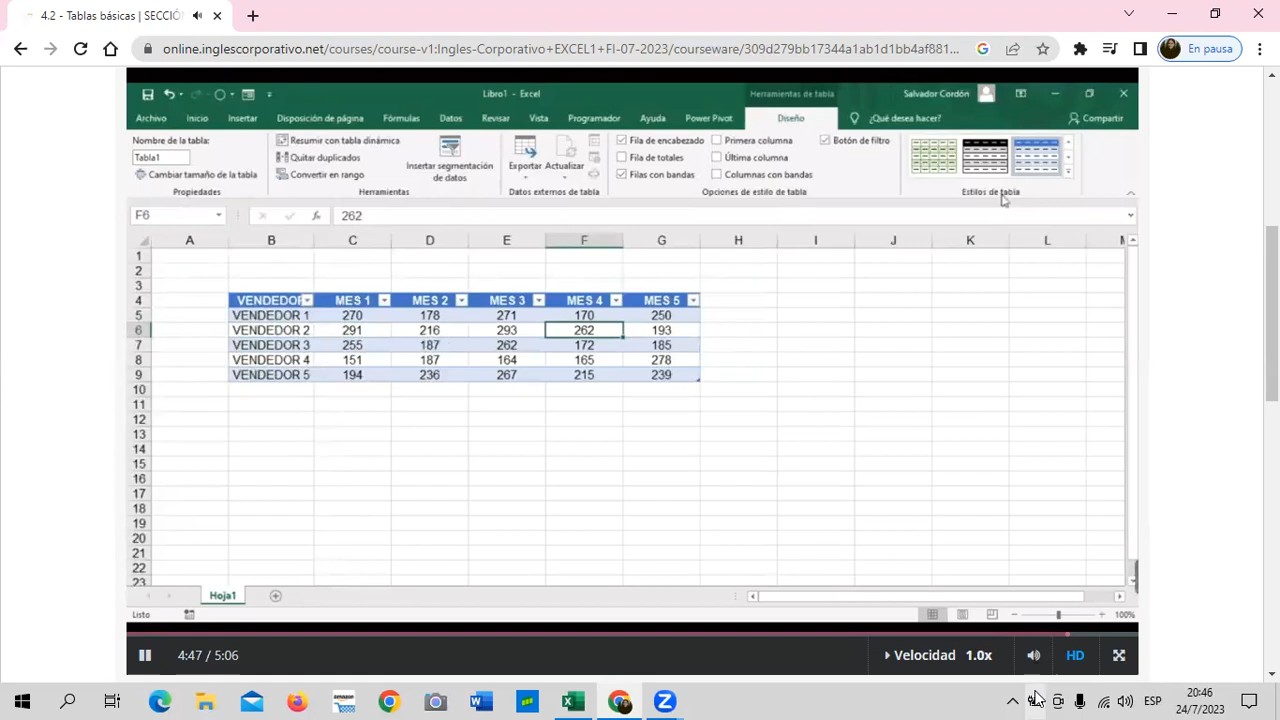 4.2 - Tablas básicas | SECCIÓ
online.inglescorporativo.net/courses/course-v1:Ingles-Corporativo+EXCEL1+FI-07-2023/courseware/309d279bb17344a1ab1d1bb4af881...
En pausa
Libro1 - Excel
Herramientas de tabla
Salvador Cordón
Archivo Inicio Insertar Disposición de página Fórmulas Datos Revisar Vista Programador Ayuda Power Pivot Diseño ¿Qué desea hacer? Compartir
Nombre de la tabla:
Tabla1
Cambiar tamaño de la tabla
Propiedades
Resumir con tabla dinámica
Quitar duplicados
Convertir en rango
Insertar segmentación
de datos
Herramientas
Exportar Actualizar
Datos externos de tabla
Fila de encabezado Primera columna Botón de filtro
Fila de totales Última columna
Filas con bandas Columnas con bandas
Opciones de estilo de tabla
Estilos de tabla
F6 fx 262
A B C D E F G H I J K L M
1
2
3
4 VENDEDOR MES 1 MES 2 MES 3 MES 4 MES 5
5 VENDEDOR 1 270 178 271 170 250
6 VENDEDOR 2 291 216 293 262 193
7 VENDEDOR 3 255 187 262 172 185
8 VENDEDOR 4 151 187 164 165 278
9 VENDEDOR 5 194 236 267 215 239
10
11
12
13
14
15
16
17
18
19
20
21
22
23
Hoja1
Listo
100%
4:47 / 5:06
Velocidad 1.0x
HD
amazon
ESP
20:46
24/7/2023